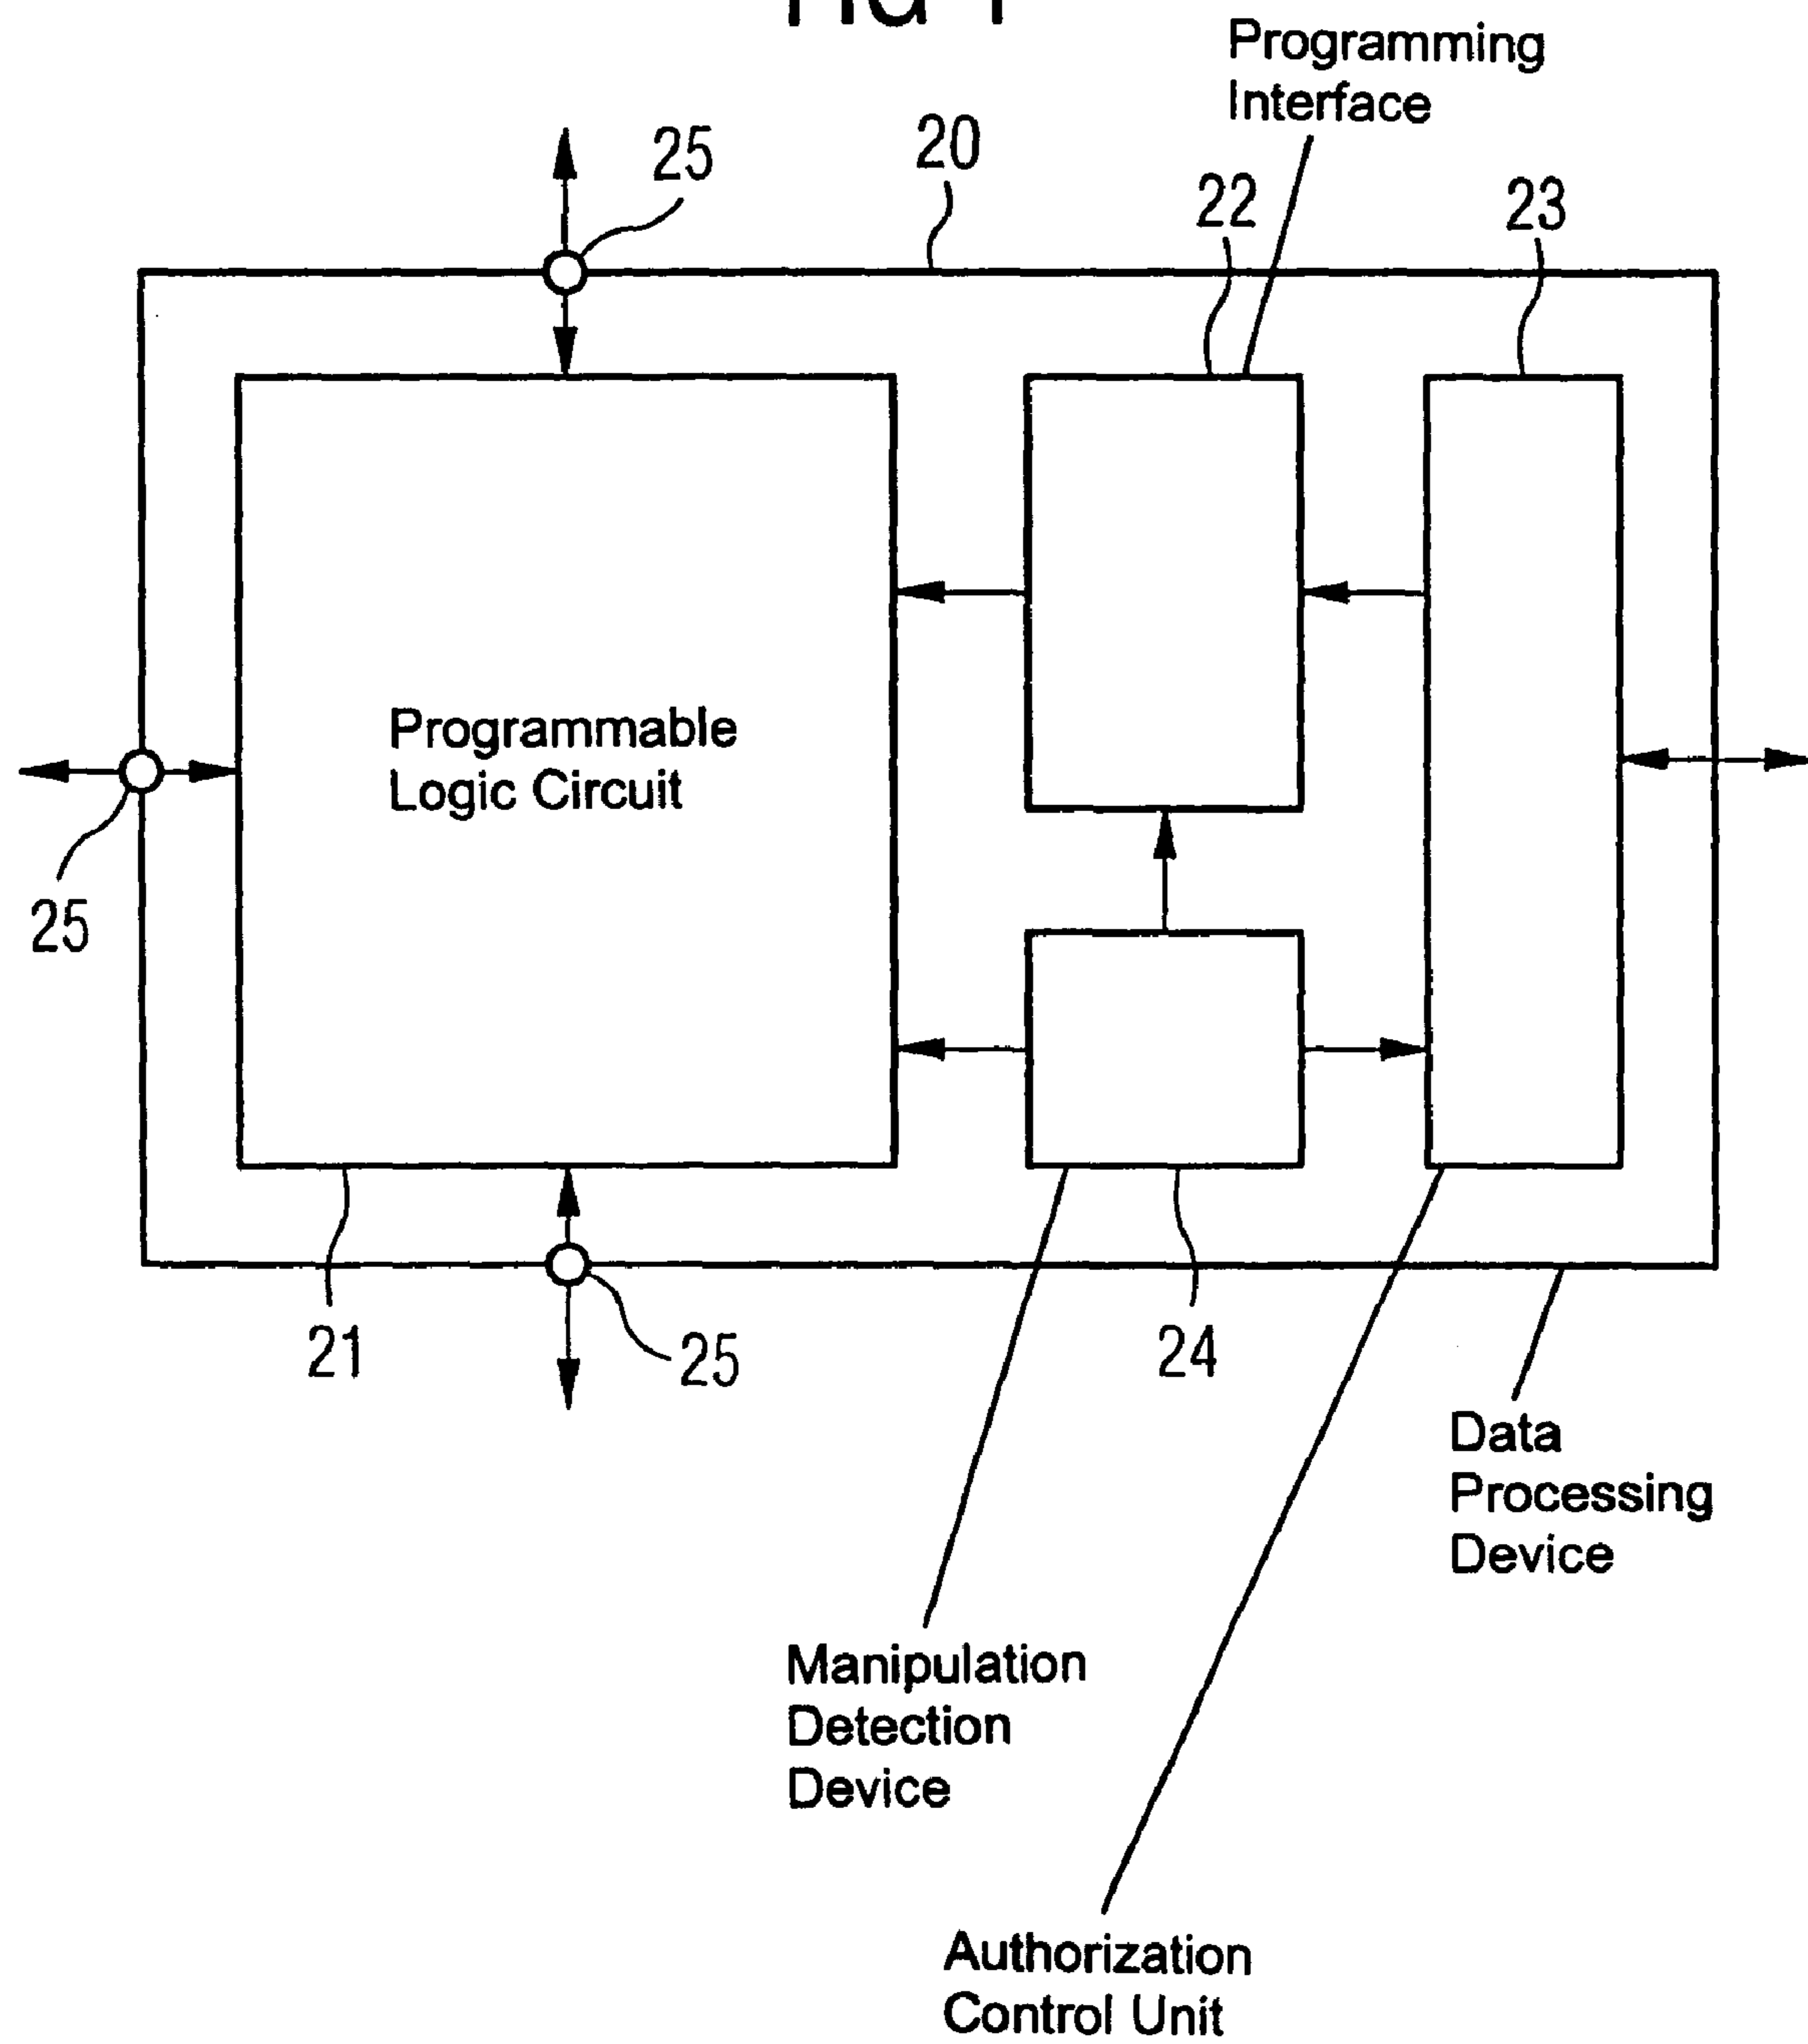 Programming
Interface
25
20
22
23
Programmable
Logic Circuit
25
21
25
24
Data
Processing
Device
Manipulation
Detection
Device
Authorization
Control Unit